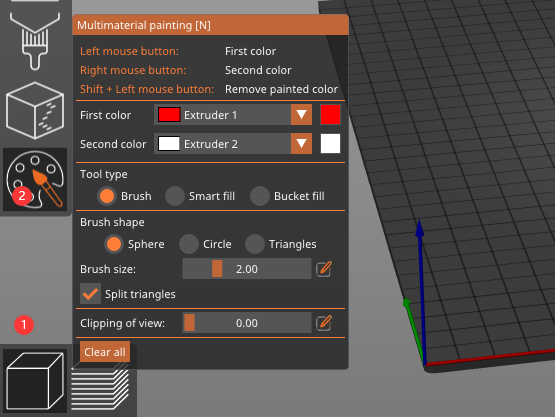 Multimaterial painting [N]
Left mouse button: First color
Right mouse button: Second color
Shift + Left mouse button: Remove painted color
First color Extruder 1
Second color Extruder 2
Tool type
Brush Smart fill Bucket fill
2
Brush shape
Sphere Circle Triangles
Brush size: 2.00
Split triangles
1
Clipping of view: 0.00
Clear all